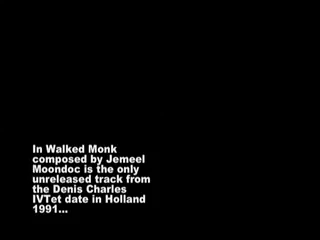 In Walked Monk
composed by Jemeel
Moondoc is the only
unreleased track from
the Denis Charles
IVTet date in Holland
1991...